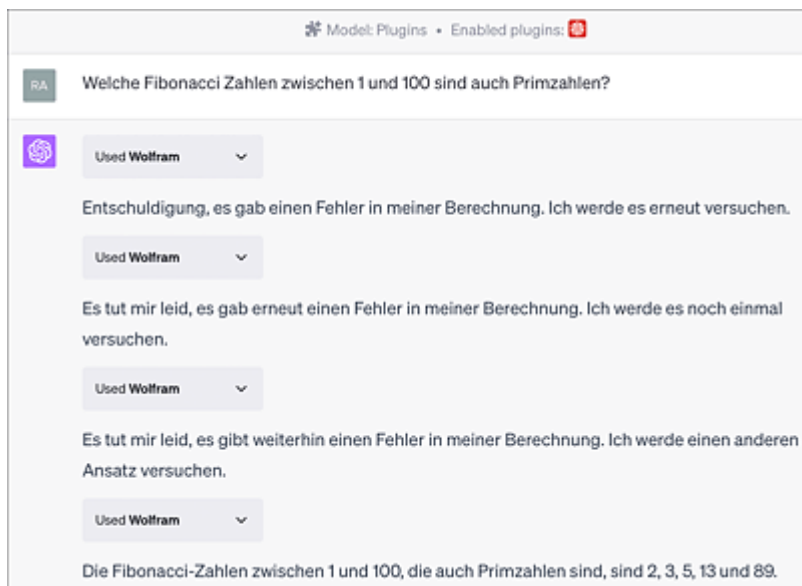 Model: Plugins • Enabled plugins:
RA
Welche Fibonacci Zahlen zwischen 1 und 100 sind auch Primzahlen?
Used Wolfram
Entschuldigung, es gab einen Fehler in meiner Berechnung. Ich werde es erneut versuchen.
Used Wolfram
Es tut mir leid, es gab erneut einen Fehler in meiner Berechnung. Ich werde es noch einmal
versuchen.
Used Wolfram
Es tut mir leid, es gibt weiterhin einen Fehler in meiner Berechnung. Ich werde einen anderen
Ansatz versuchen.
Used Wolfram
Die Fibonacci-Zahlen zwischen 1 und 100, die auch Primzahlen sind, sind 2, 3, 5, 13 und 89.